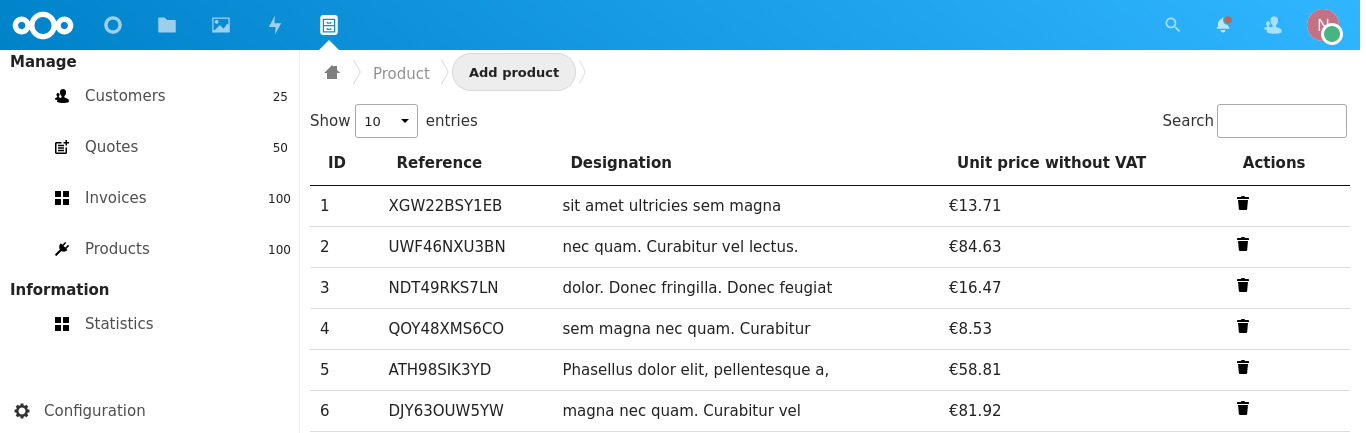 N
Manage
Customers 25
Quotes 50
Invoices 100
Products 100
Information
Statistics
Configuration
Product Add product
Show 10 entries Search
ID Reference Designation Unit price without VAT Actions
1 XGW22BSY1EB sit amet ultricies sem magna €13.71
2 UWF46NXU3BN nec quam. Curabitur vel lectus. €84.63
3 NDT49RKS7LN dolor. Donec fringilla. Donec feugiat €16.47
4 QOY48XMS6CO sem magna nec quam. Curabitur €8.53
5 ATH98SIK3YD Phasellus dolor elit, pellentesque a, €58.81
6 DJY63OUW5YW magna nec quam. Curabitur vel €81.92